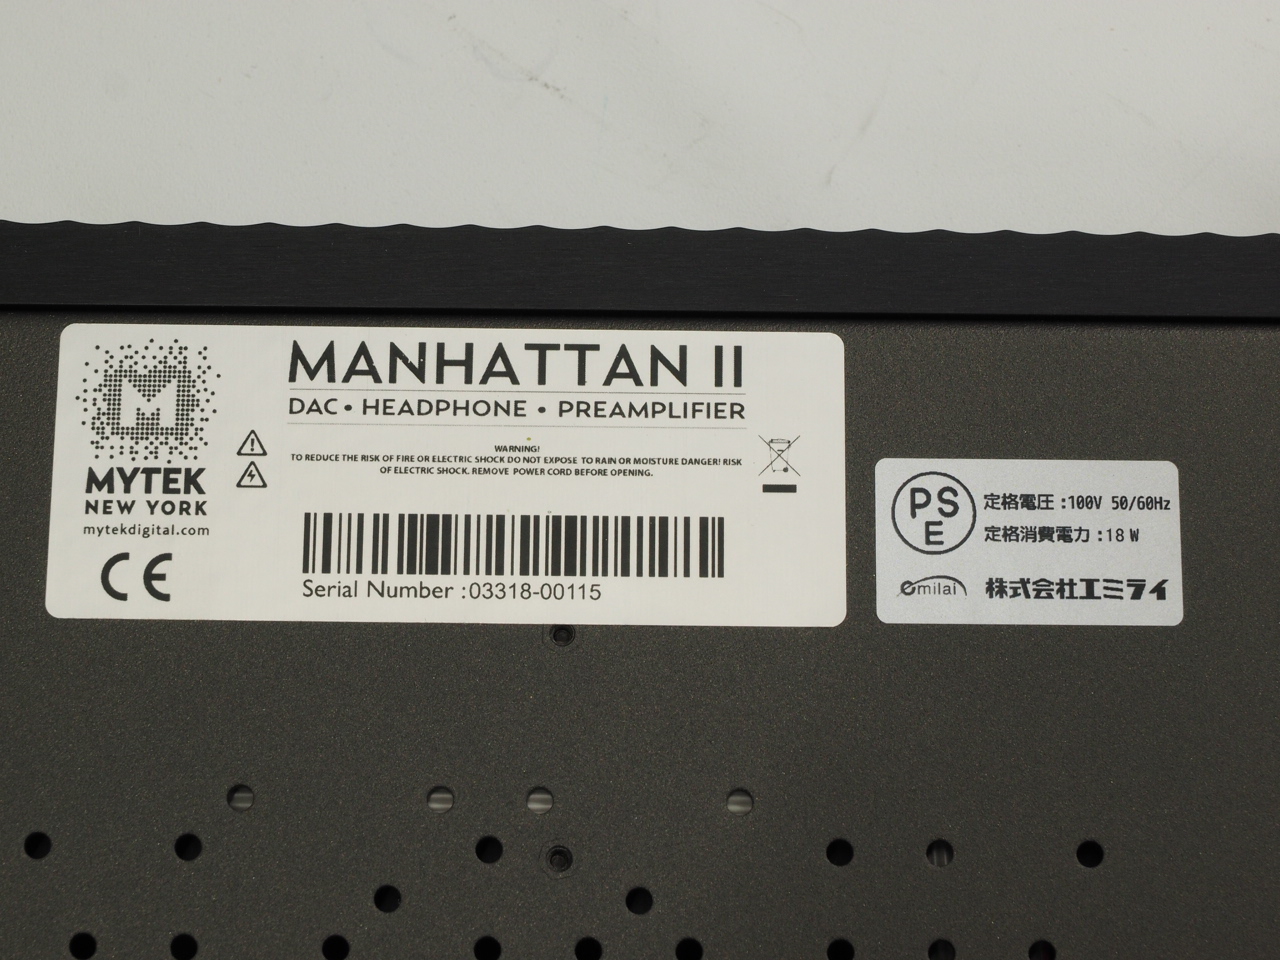 MANHATTAN II
DAC • HEADPHONE • PREAMPLIFIER
M
MYTEK
NEW YORK
mytekdigital.com
CE
WARNING!
TO REDUCE THE RISK OF FIRE OR ELECTRIC SHOCK DO NOT EXPOSE TO RAIN OR MOISTURE DANGER! RISK
OF ELECTRIC SHOCK. REMOVE POWER CORD BEFORE OPENING.
Serial Number :03318-00115
PS
E
定格電圧 :100V 50/60Hz
定格消費電力 :18 W
emilai
株式会社エミライ